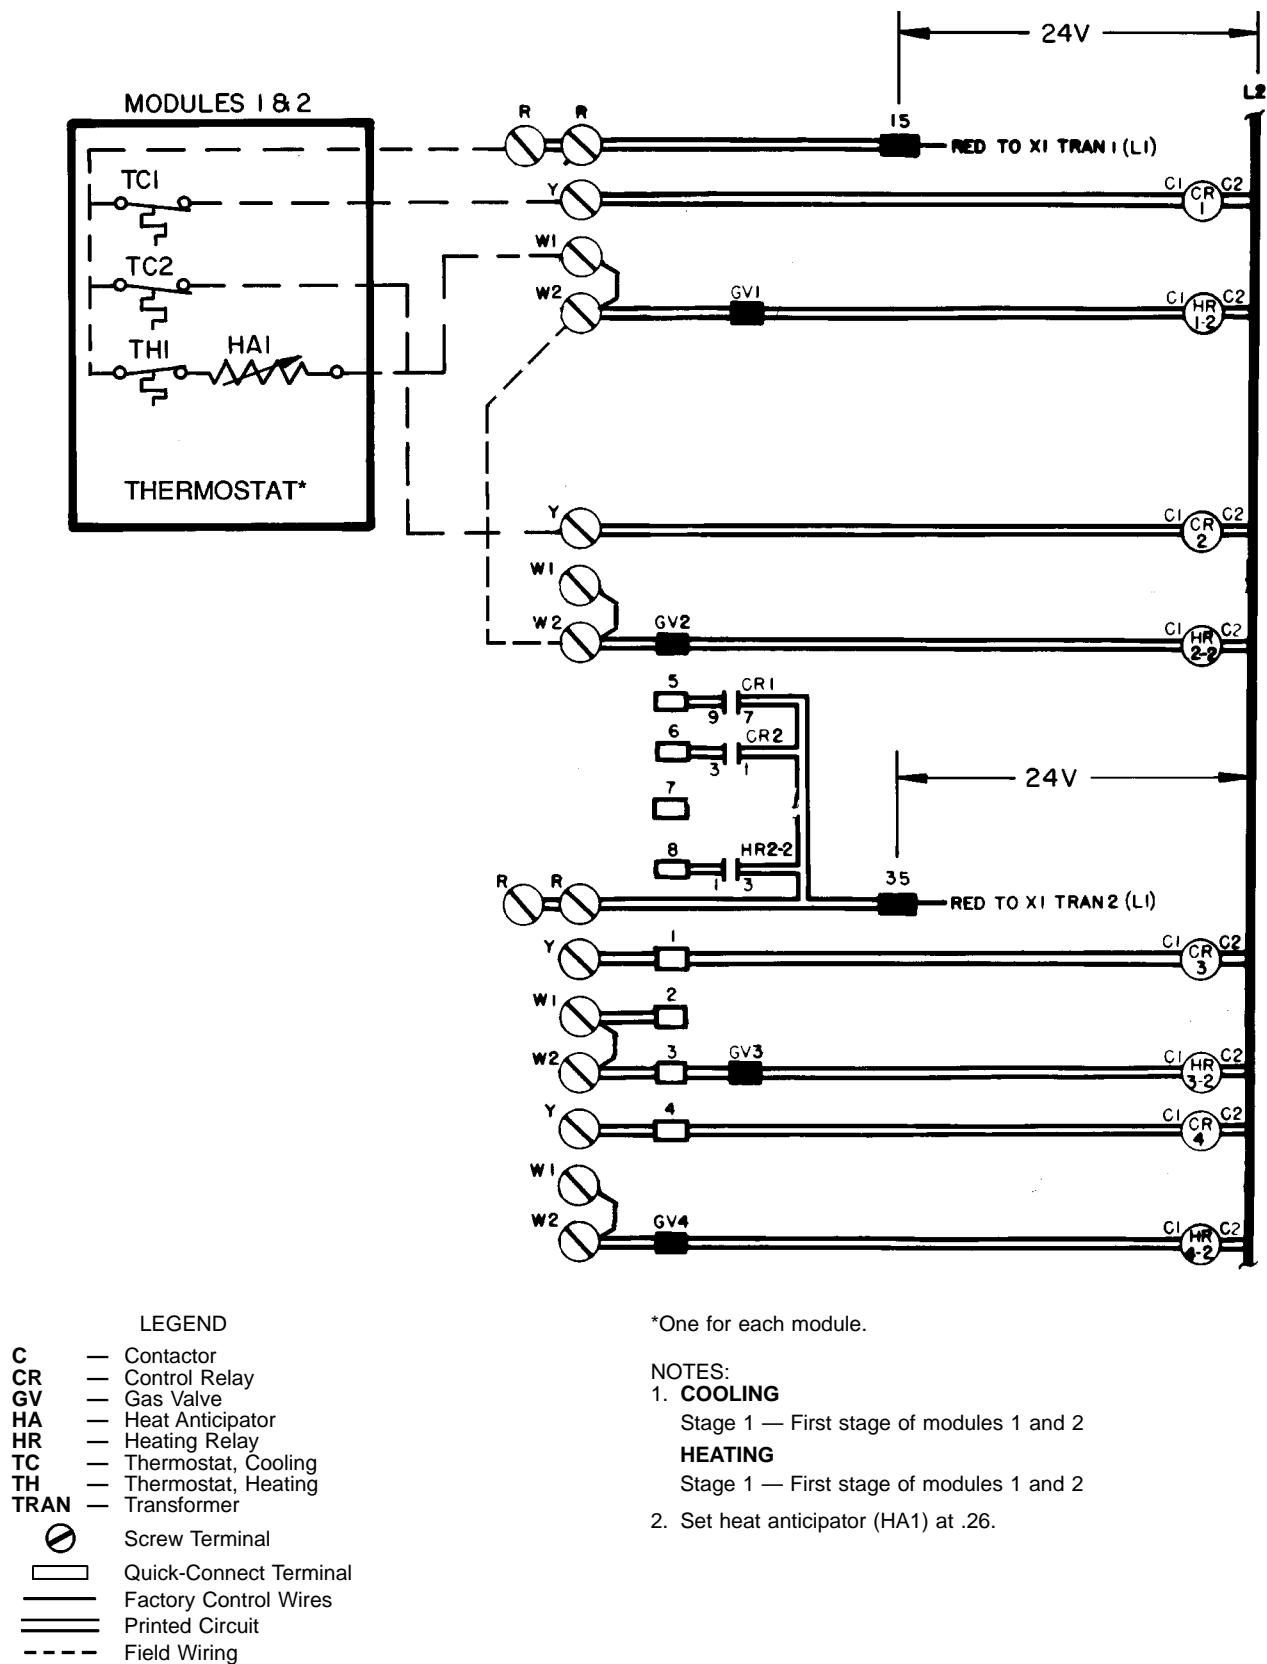 24V
L2
MODULES 1 & 2
R R 15
RED TO X1 TRAN 1 (L1)
TC1
Y C1 CR 1 C2
W1
TC2
W2 GV1 C1 HR 1-2 C2
TH1 HA1
THERMOSTAT*
Y C1 CR 2 C2
W1
W2 GV2 C1 HR 2-2 C2
5 CR1
9 7
6 CR2
3 1
24V
7
8 HR2-2
1 3
R R 35
RED TO X1 TRAN 2 (L1)
Y 1 C1 CR 3 C2
W1 2
W2 3 GV3 C1 HR 3-2 C2
Y 4 C1 CR 4 C2
W1
W2 GV4 C1 HR 4-2 C2
LEGEND
C — Contactor
CR — Control Relay
GV — Gas Valve
HA — Heat Anticipator
HR — Heating Relay
TC — Thermostat, Cooling
TH — Thermostat, Heating
TRAN — Transformer
Screw Terminal
Quick-Connect Terminal
Factory Control Wires
Printed Circuit
Field Wiring
*One for each module.
NOTES:
1. COOLING
Stage 1 — First stage of modules 1 and 2
HEATING
Stage 1 — First stage of modules 1 and 2
2. Set heat anticipator (HA1) at .26.